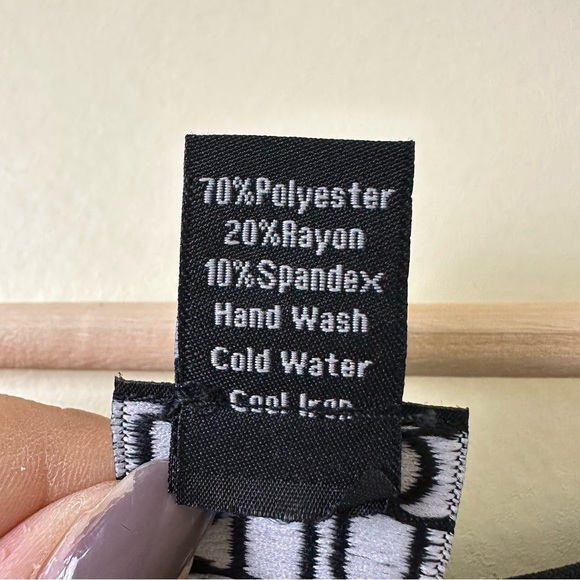 70%Polyester
20%Rayon
10%Spandex
Hand Wash
Cold Water
Cool Iron